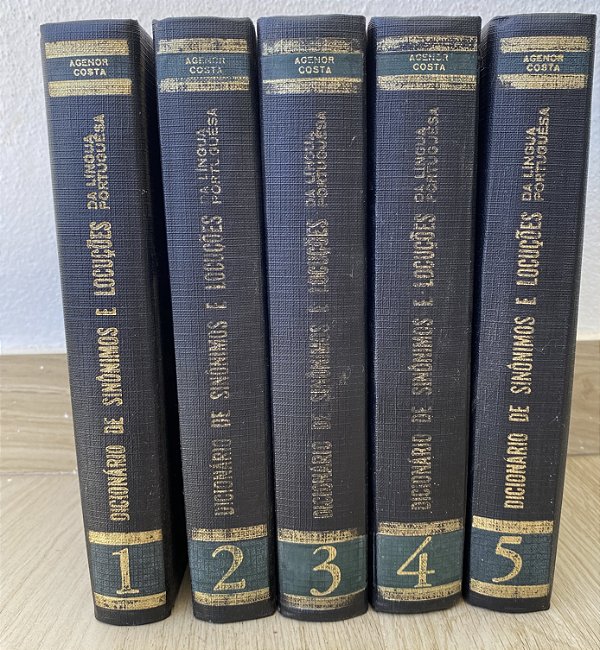 AGENOR
COSTA
DICIONÁRIO DE SINÔNIMOS E LOCUÇÕES
DA LÍNGUA
PORTUGUÊSA
1
AGENOR
COSTA
DICIONÁRIO DE SINÔNIMOS E LOCUÇÕES
DA LÍNGUA
PORTUGUÊSA
2
AGENOR
COSTA
DICIONÁRIO DE SINÔNIMOS E LOCUÇÕES
DA LÍNGUA
PORTUGUÊSA
3
AGENOR
COSTA
DICIONÁRIO DE SINÔNIMOS E LOCUÇÕES
DA LÍNGUA
PORTUGUÊSA
4
AGENOR
COSTA
DICIONÁRIO DE SINÔNIMOS E LOCUÇÕES
DA LÍNGUA
PORTUGUÊSA
5